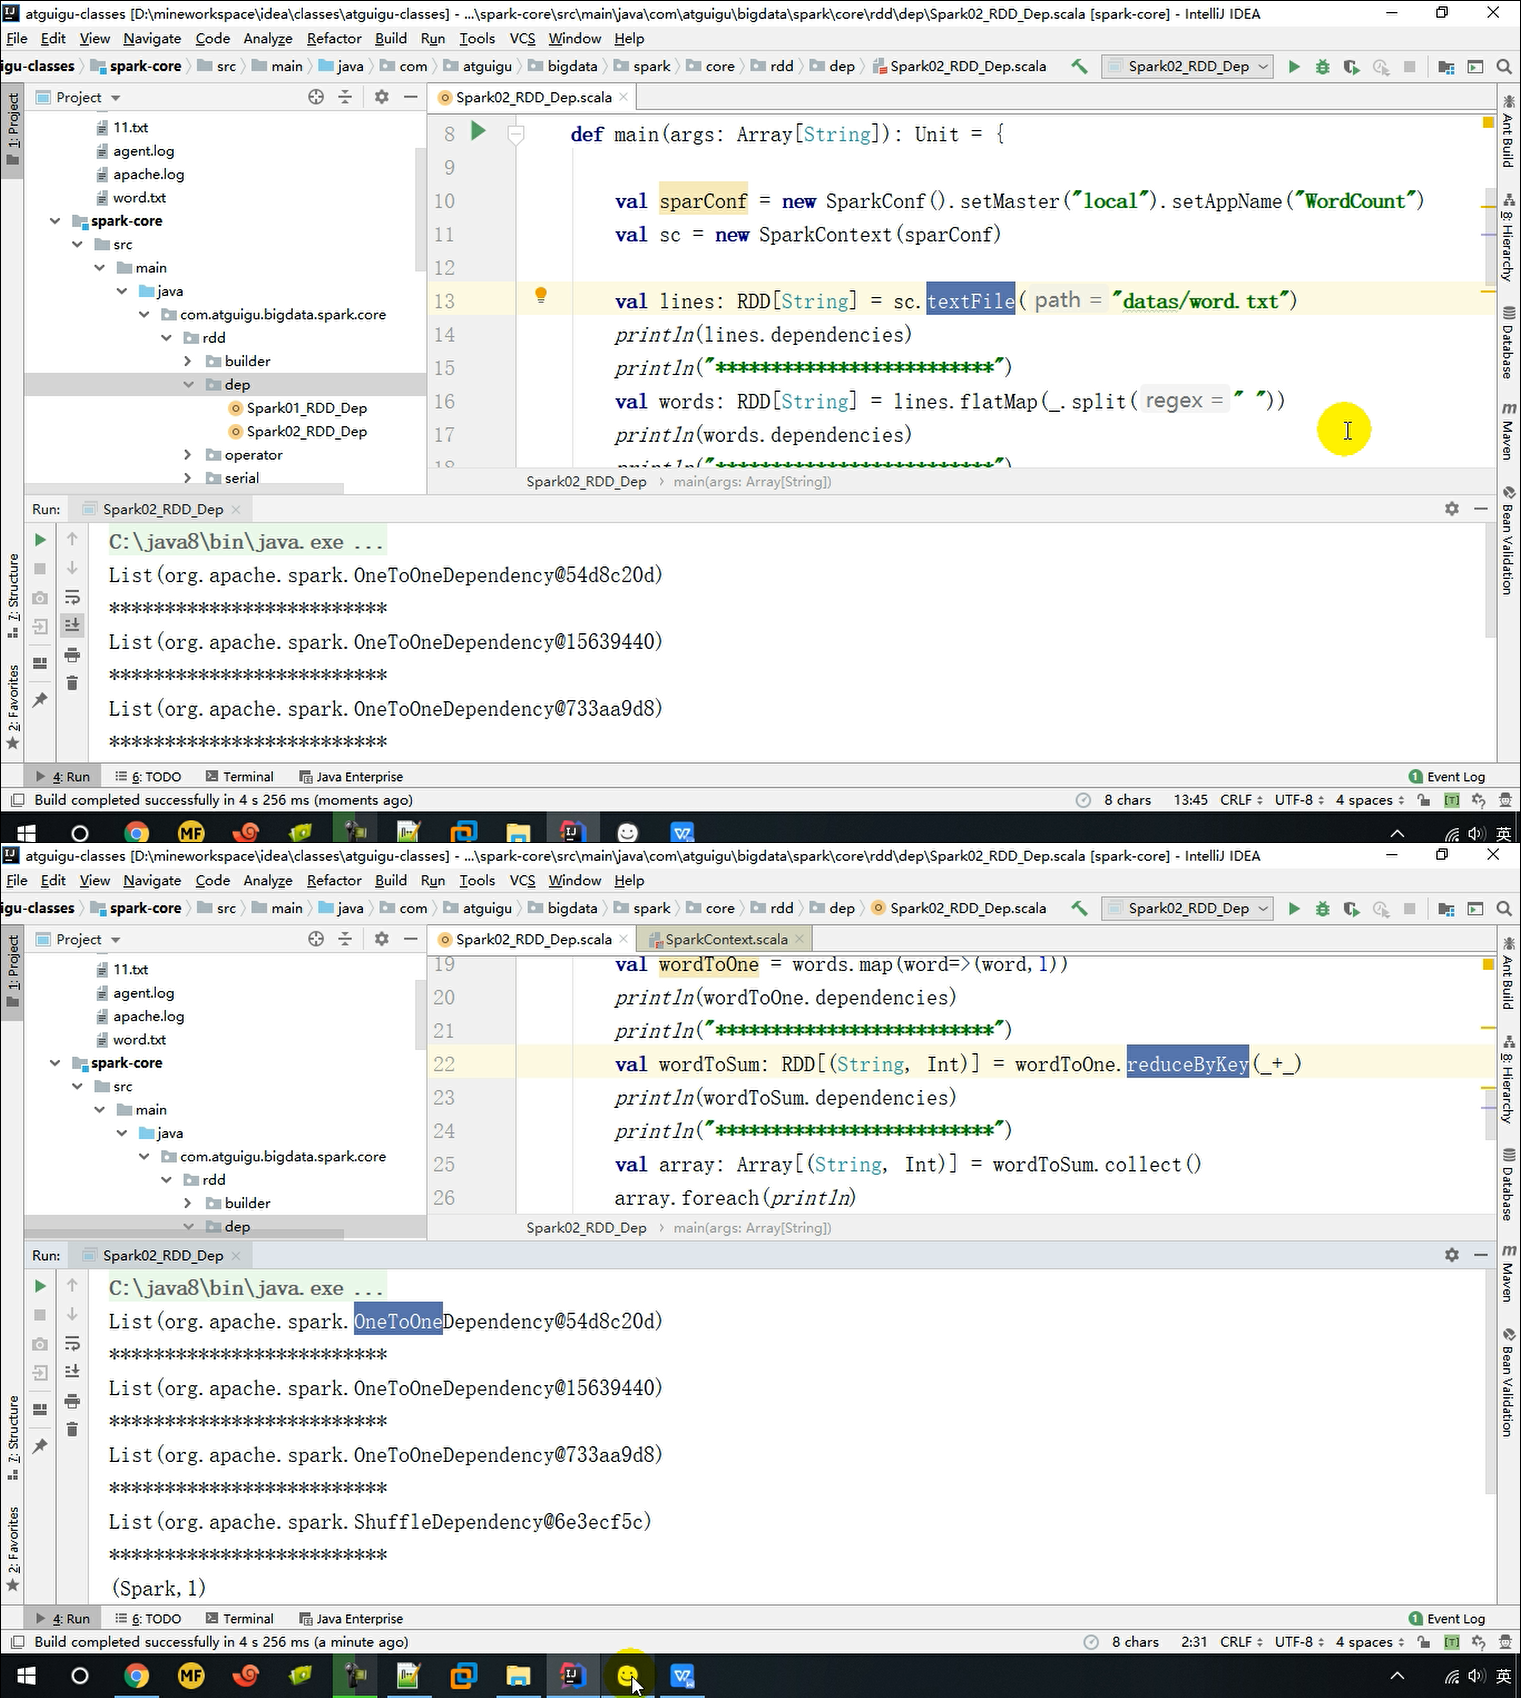 atguigu-classes [D:\mineworkspace\idea\classes\atguigu-classes] - ...\spark-core\src\main\java\com\atguigu\bigdata\spark\core\rdd\dep\Spark02_RDD_Dep.scala [spark-core] - IntelliJ IDEA
File Edit View Navigate Code Analyze Refactor Build Run Tools VCS Window Help
igu-classes spark-core src main java com atguigu bigdata spark core rdd dep Spark02_RDD_Dep.scala Spark02_RDD_Dep
1: Project
Project
Spark02_RDD_Dep.scala
11.txt
agent.log
apache.log
word.txt
spark-core
src
main
java
com.atguigu.bigdata.spark.core
rdd
builder
dep
Spark01_RDD_Dep
Spark02_RDD_Dep
operator
serial
8 def main(args: Array[String]): Unit = {
9
10 val sparConf = new SparkConf().setMaster("local").setAppName("WordCount")
11 val sc = new SparkContext(sparConf)
12
13 val lines: RDD[String] = sc.textFile( path = "datas/word.txt")
14 println(lines.dependencies)
15 println("*************************")
16 val words: RDD[String] = lines.flatMap(_.split( regex = " "))
17 println(words.dependencies)
18 println("*************************")
Spark02_RDD_Dep > main(args: Array[String])
Ant Build
8: Hierarchy
Database
Maven
Bean Validation
Run: Spark02_RDD_Dep
7: Structure
2: Favorites
C:\java8\bin\java.exe ...
List(org.apache.spark.OneToOneDependency@54d8c20d)
*************************
List(org.apache.spark.OneToOneDependency@15639440)
*************************
List(org.apache.spark.OneToOneDependency@733aa9d8)
*************************
4: Run 6: TODO Terminal Java Enterprise 1 Event Log
Build completed successfully in 4 s 256 ms (moments ago) 8 chars 13:45 CRLF UTF-8 4 spaces
MF 英
atguigu-classes [D:\mineworkspace\idea\classes\atguigu-classes] - ...\spark-core\src\main\java\com\atguigu\bigdata\spark\core\rdd\dep\Spark02_RDD_Dep.scala [spark-core] - IntelliJ IDEA
File Edit View Navigate Code Analyze Refactor Build Run Tools VCS Window Help
igu-classes spark-core src main java com atguigu bigdata spark core rdd dep Spark02_RDD_Dep.scala Spark02_RDD_Dep
1: Project
Project
Spark02_RDD_Dep.scala SparkContext.scala
11.txt
agent.log
apache.log
word.txt
spark-core
src
main
java
com.atguigu.bigdata.spark.core
rdd
builder
dep
19 val wordToOne = words.map(word=>(word,1))
20 println(wordToOne.dependencies)
21 println("*************************")
22 val wordToSum: RDD[(String, Int)] = wordToOne.reduceByKey(_+_)
23 println(wordToSum.dependencies)
24 println("*************************")
25 val array: Array[(String, Int)] = wordToSum.collect()
26 array.foreach(println)
Spark02_RDD_Dep > main(args: Array[String])
Ant Build
8: Hierarchy
Database
Maven
Bean Validation
Run: Spark02_RDD_Dep
7: Structure
2: Favorites
C:\java8\bin\java.exe ...
List(org.apache.spark.OneToOneDependency@54d8c20d)
*************************
List(org.apache.spark.OneToOneDependency@15639440)
*************************
List(org.apache.spark.OneToOneDependency@733aa9d8)
*************************
List(org.apache.spark.ShuffleDependency@6e3ecf5c)
*************************
(Spark,1)
4: Run 6: TODO Terminal Java Enterprise 1 Event Log
Build completed successfully in 4 s 256 ms (a minute ago) 8 chars 2:31 CRLF UTF-8 4 spaces
MF 英